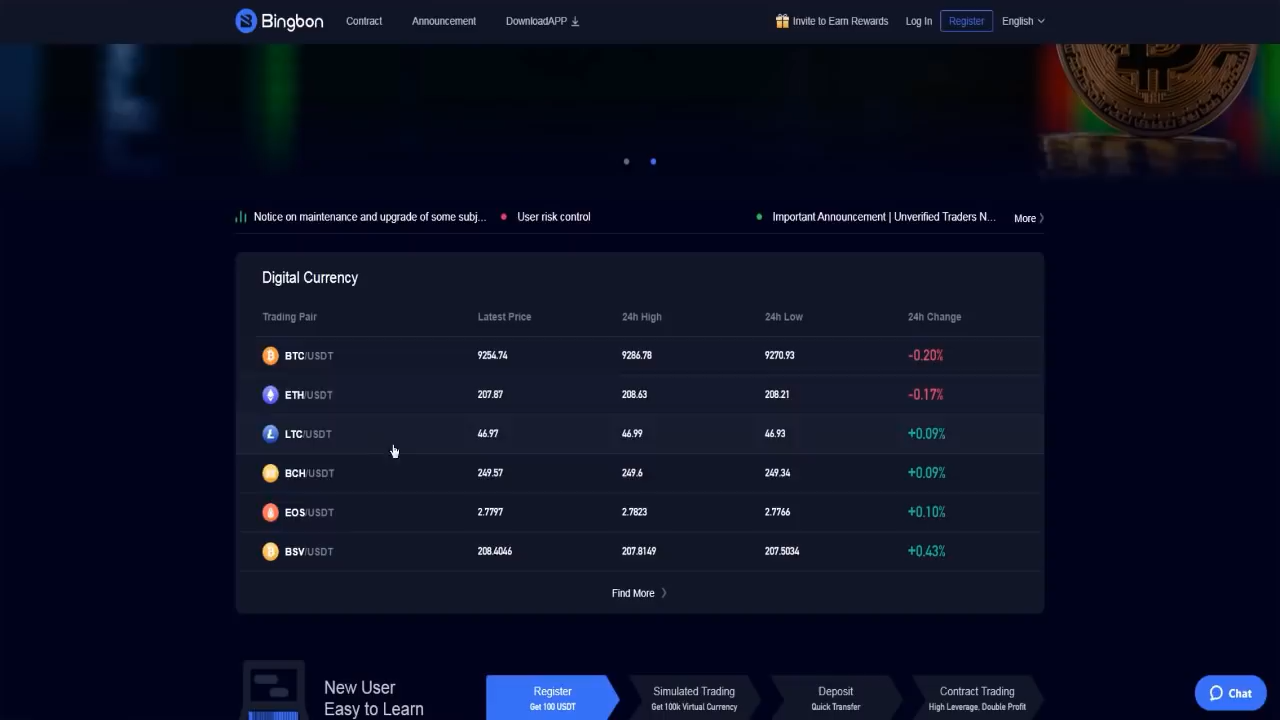 Bingbon Contract Announcement DownloadAPP Invite to Earn Rewards Log In Register English
Notice on maintenance and upgrade of some subj... User risk control Important Announcement | Unverified Traders N... More
Digital Currency
Trading Pair Latest Price 24h High 24h Low 24h Change
BTC/USDT 9254.74 9286.78 9270.93 -0.20%
ETH/USDT 207.87 208.63 208.21 -0.17%
LTC/USDT 46.97 46.99 46.93 +0.09%
BCH/USDT 249.57 249.6 249.34 +0.09%
EOS/USDT 2.7797 2.7823 2.7766 +0.10%
BSV/USDT 208.4046 207.8149 207.5034 +0.43%
Find More
New User
Easy to Learn
Register Simulated Trading Deposit Contract Trading
Get 100 USDT Get 100k Virtual Currency Quick Transfer High Leverage, Double Profit
Chat